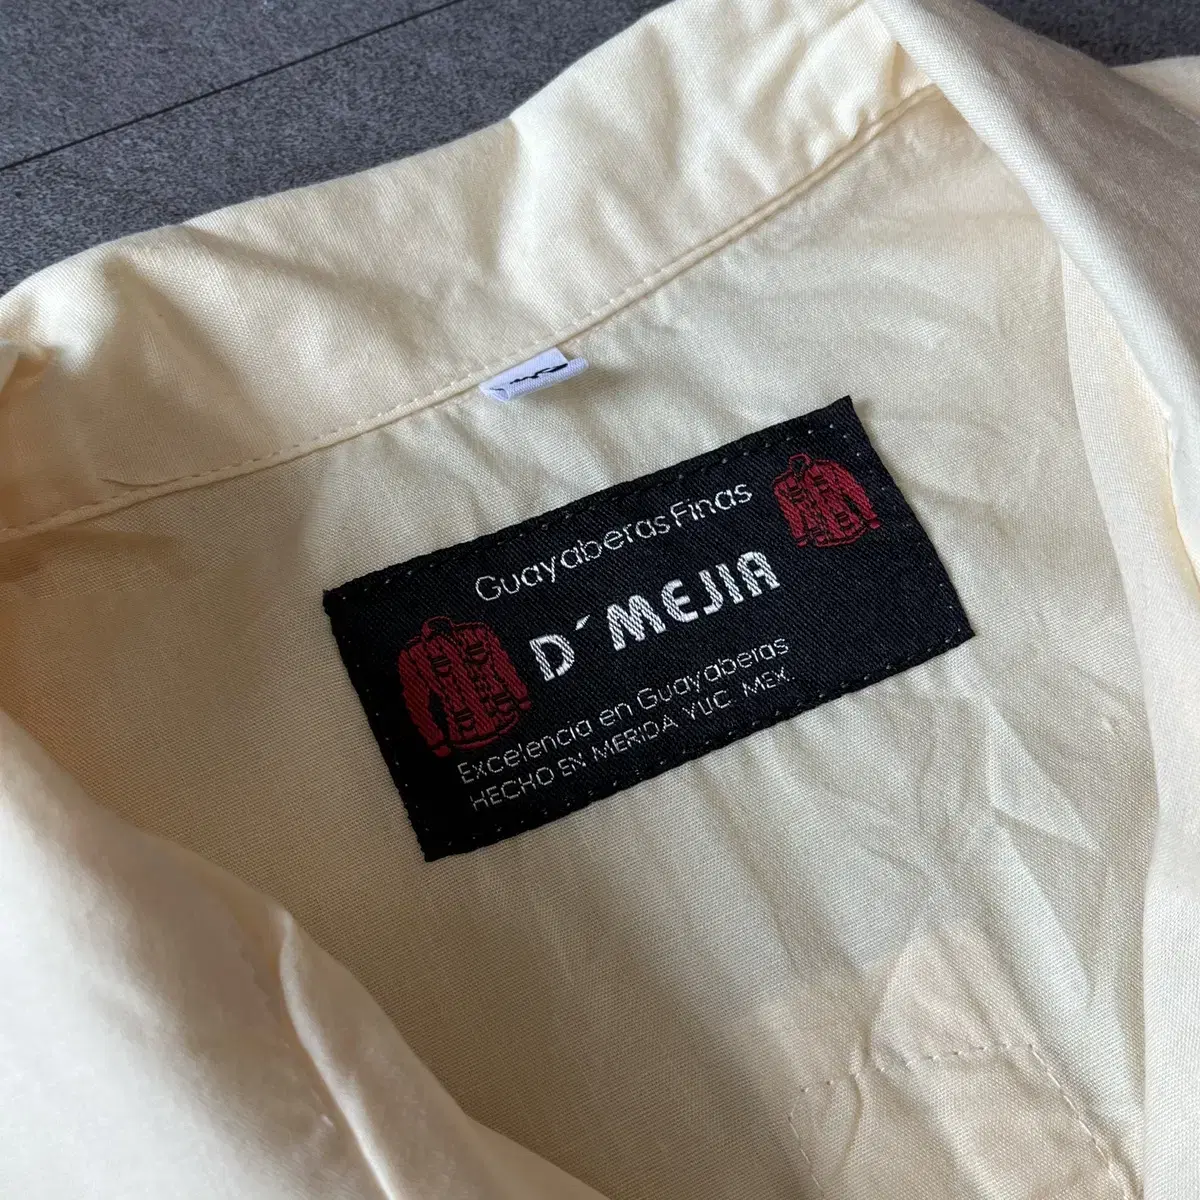 Guayaberas Finas
D´MEJIA
Excelencia en Guayaberas
HECHO EN MERIDA YUC. MEX.